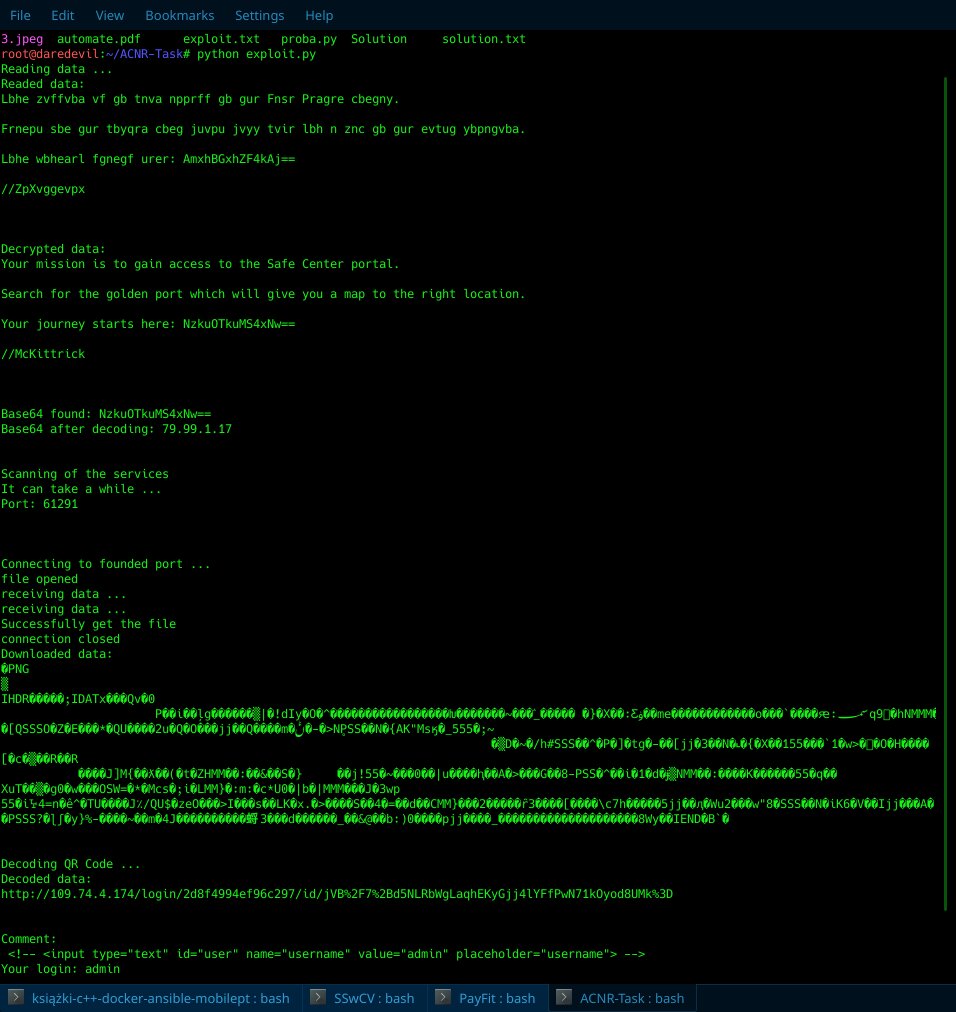 File Edit View Bookmarks Settings Help
3.jpeg automate.pdf exploit.txt proba.py Solution solution.txt
root@daredevil:~/ACNR-Task# python exploit.py
Reading data ...
Readed data:
Lbhe zvffvba vf gb tnva npprff gb gur Fnsr Pragre cbegny.
Frnepu sbe gur tbyqra cbeg juvpu jvyy tvir lbh n znc gb gur evtug ybpngvba.
Lbhe wbhearl fgnegf urer: AmxhBGxhZF4kAj==
//ZpXvggevpx
Decrypted data:
Your mission is to gain access to the Safe Center portal.
Search for the golden port which will give you a map to the right location.
Your journey starts here: NzkuOTkuMS4xNw==
//McKittrick
Base64 found: NzkuOTkuMS4xNw==
Base64 after decoding: 79.99.1.17
Scanning of the services
It can take a while ...
Port: 61291
Connecting to founded port ...
file opened
receiving data ...
receiving data ...
Successfully get the file
connection closed
Downloaded data:
�PNG
Decoding QR Code ...
Decoded data:
http://109.74.4.174/login/2d8f4994ef96c297/id/jVB%2F7%2Bd5NLRbWgLaqhEKyGjj4lYFfPwN71kOyod8UMk%3D
Comment:
<!-- <input type="text" id="user" name="username" value="admin" placeholder="username"> -->
Your login: admin
książki-c++-docker-ansible-mobilept : bash
SSwCV : bash
PayFit : bash
ACNR-Task : bash